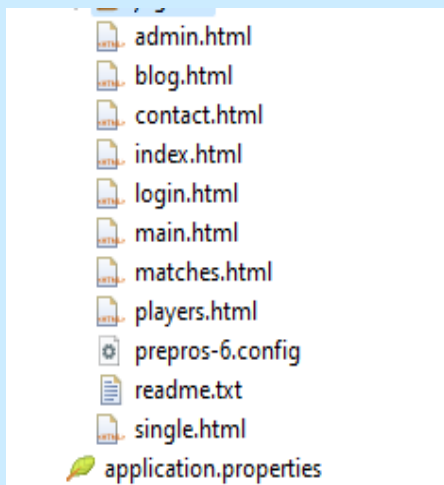 admin.html
blog.html
contact.html
index.html
login.html
main.html
matches.html
players.html
prepros-6.config
readme.txt
single.html
application.properties